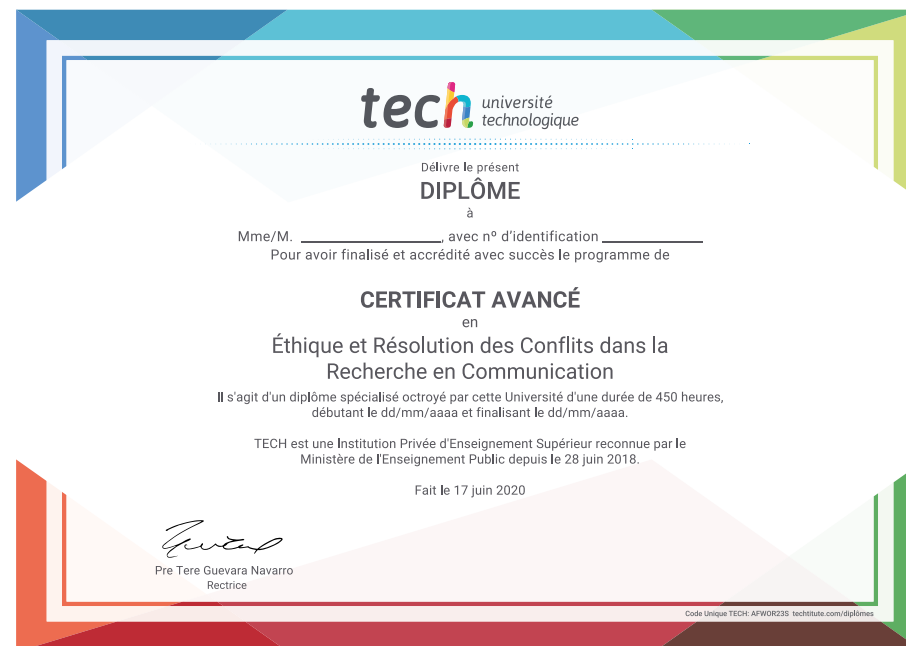 tech université
technologique
Délivre le présent
DIPLÔME
à
Mme/M. ____________________, avec nº d'identification ______________
Pour avoir finalisé et accrédité avec succès le programme de
CERTIFICAT AVANCÉ
en
Éthique et Résolution des Conflits dans la
Recherche en Communication
Il s'agit d'un diplôme spécialisé octroyé par cette Université d'une durée de 450 heures,
débutant le dd/mm/aaaa et finalisant le dd/mm/aaaa.
TECH est une Institution Privée d'Enseignement Supérieur reconnue par le
Ministère de l'Enseignement Public depuis le 28 juin 2018.
Fait le 17 juin 2020
Pre Tere Guevara Navarro
Rectrice
Code Unique TECH: AFWOR23S techtitute.com/diplômes